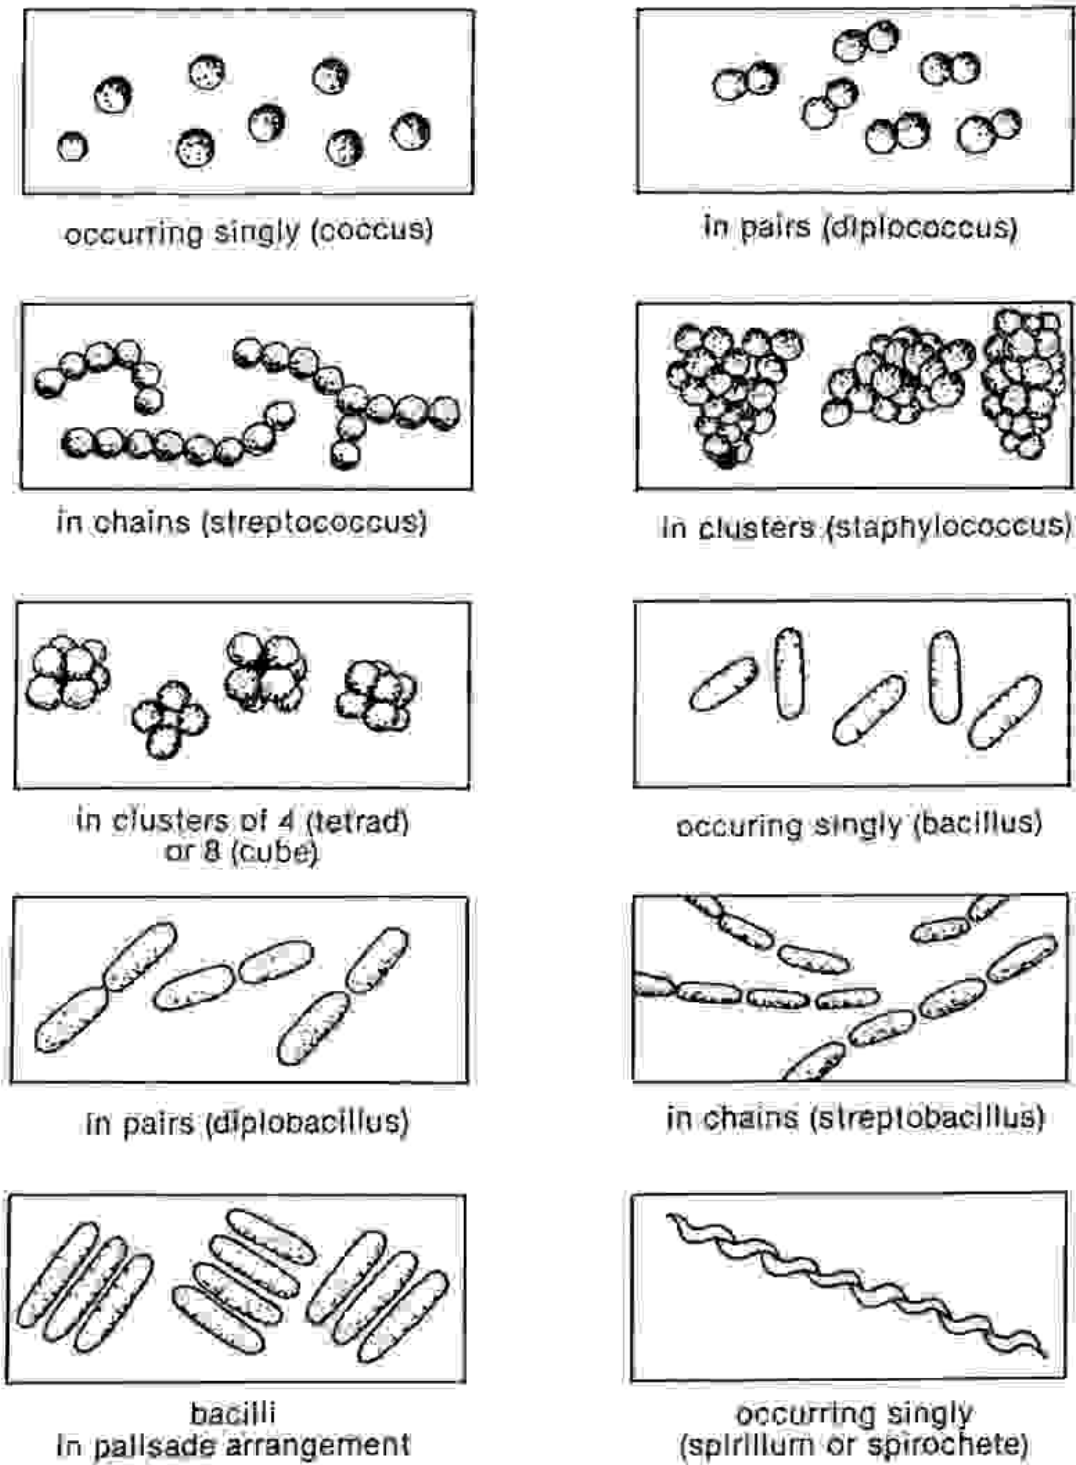 occurring singly (coccus)
in pairs (diplococcus)
in chains (streptococcus)
in clusters (staphylococcus)
in clusters of 4 (tetrad)
or 8 (cube)
occuring singly (bacillus)
in pairs (diplobacillus)
in chains (streptobacillus)
bacilli
in palisade arrangement
occurring singly
(spirillum or spirochete)